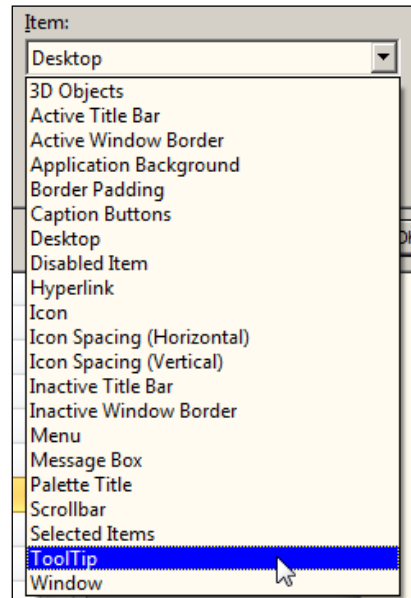 Item:
Desktop
3D Objects
Active Title Bar
Active Window Border
Application Background
Border Padding
Caption Buttons
Desktop
Disabled Item
Hyperlink
Icon
Icon Spacing (Horizontal)
Icon Spacing (Vertical)
Inactive Title Bar
Inactive Window Border
Menu
Message Box
Palette Title
Scrollbar
Selected Items
ToolTip
Window